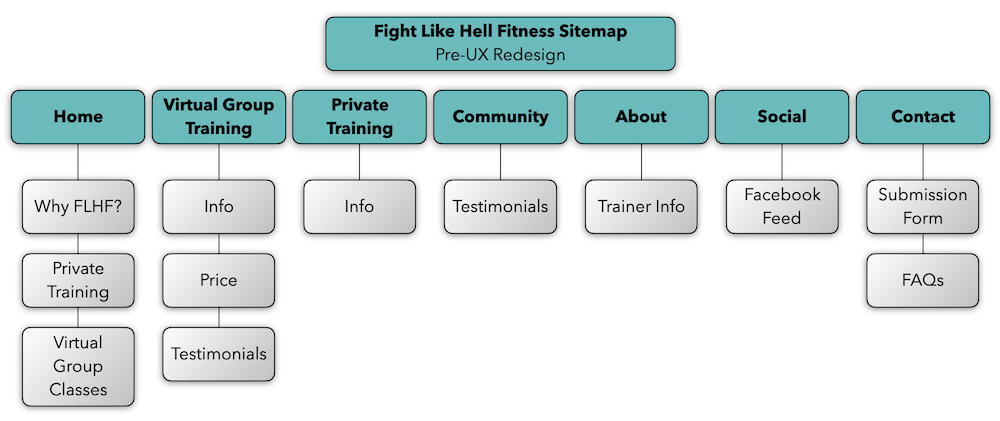 Fight Like Hell Fitness Sitemap
Pre-UX Redesign
Home
Virtual Group
Training
Private
Training
Community
About
Social
Contact
Why FLHF?
Info
Info
Testimonials
Trainer Info
Facebook
Feed
Submission
Form
Private
Training
Price
FAQs
Virtual
Group
Classes
Testimonials